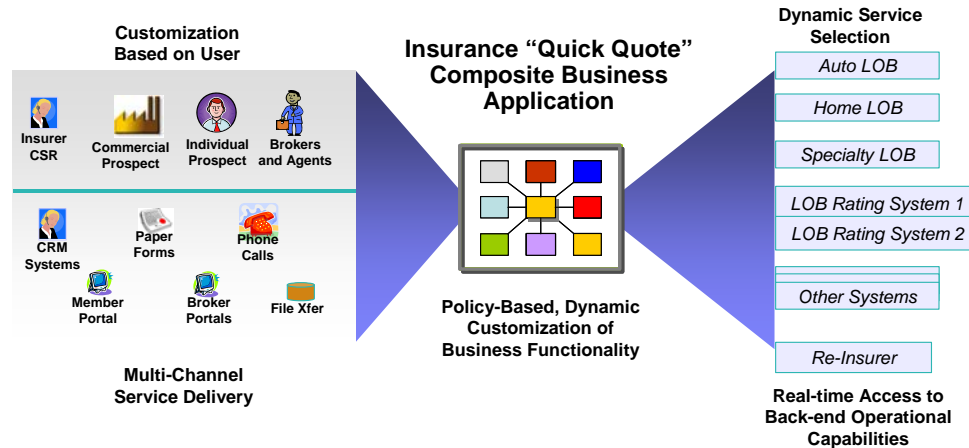 Customization
Based on User
Insurer
CSR
Commercial
Prospect
Individual
Prospect
Brokers
and Agents
CRM
Systems
Paper
Forms
Phone
Calls
Member
Portal
Broker
Portals
File Xfer
Multi-Channel
Service Delivery
Insurance “Quick Quote”
Composite Business
Application
Policy-Based, Dynamic
Customization of
Business Functionality
Dynamic Service
Selection
Auto LOB
Home LOB
Specialty LOB
LOB Rating System 1
LOB Rating System 2
Other Systems
Re-Insurer
Real-time Access to
Back-end Operational
Capabilities